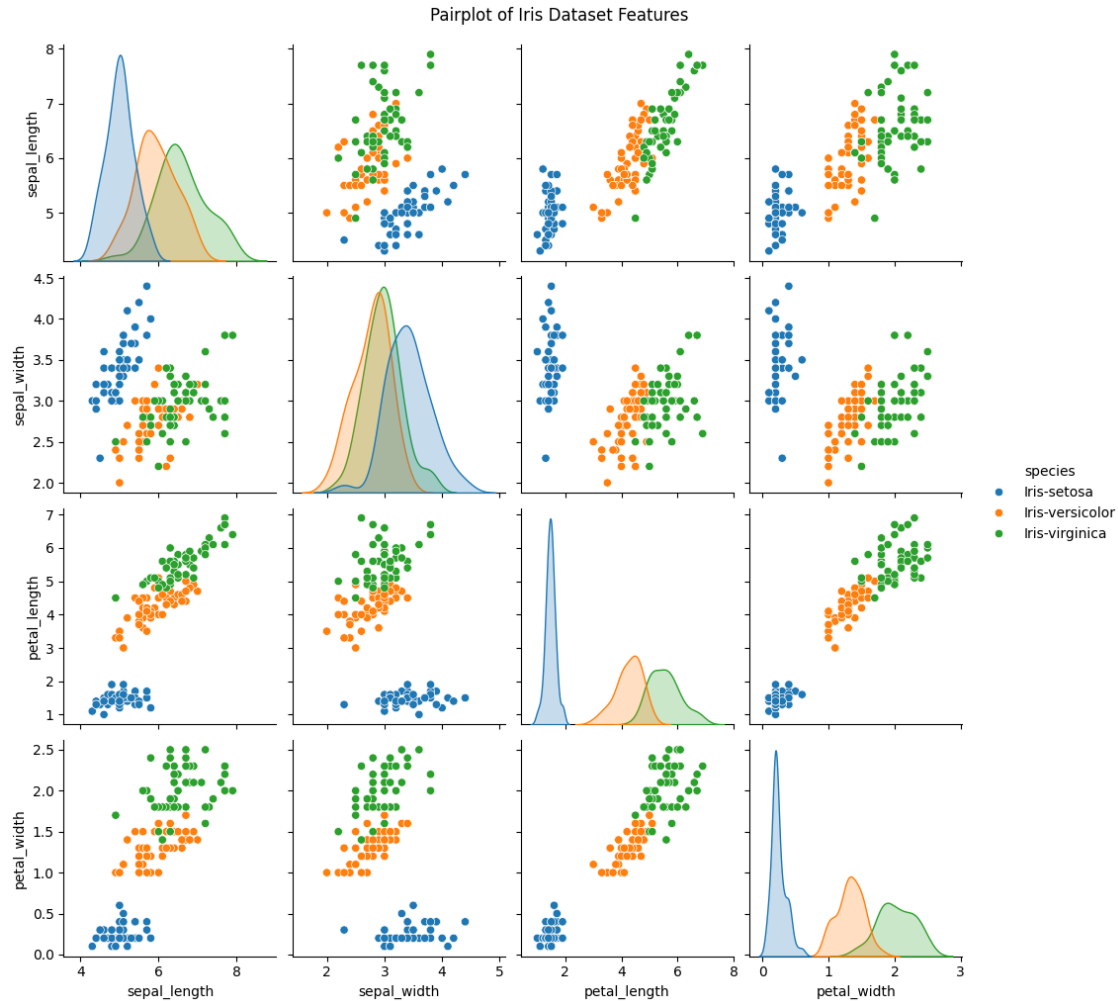 Pairplot of Iris Dataset Features
8
7
6
5
sepal_length
4.5
4.0
3.5
3.0
2.5
2.0
sepal_width
species
Iris-setosa
Iris-versicolor
Iris-virginica
7
6
5
4
3
2
1
petal_length
2.5
2.0
1.5
1.0
0.5
0.0
petal_width
4 6 8 2 3 4 5 2 4 6 8 0 1 2 3
sepal_length sepal_width petal_length petal_width